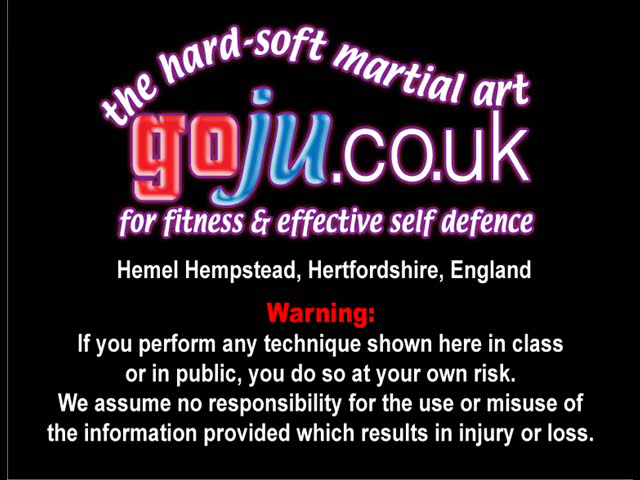 the hard-soft martial art
goju.co.uk
for fitness & effective self defence
Hemel Hempstead, Hertfordshire, England
Warning:
If you perform any technique shown here in class
or in public, you do so at your own risk.
We assume no responsibility for the use or misuse of
the information provided which results in injury or loss.